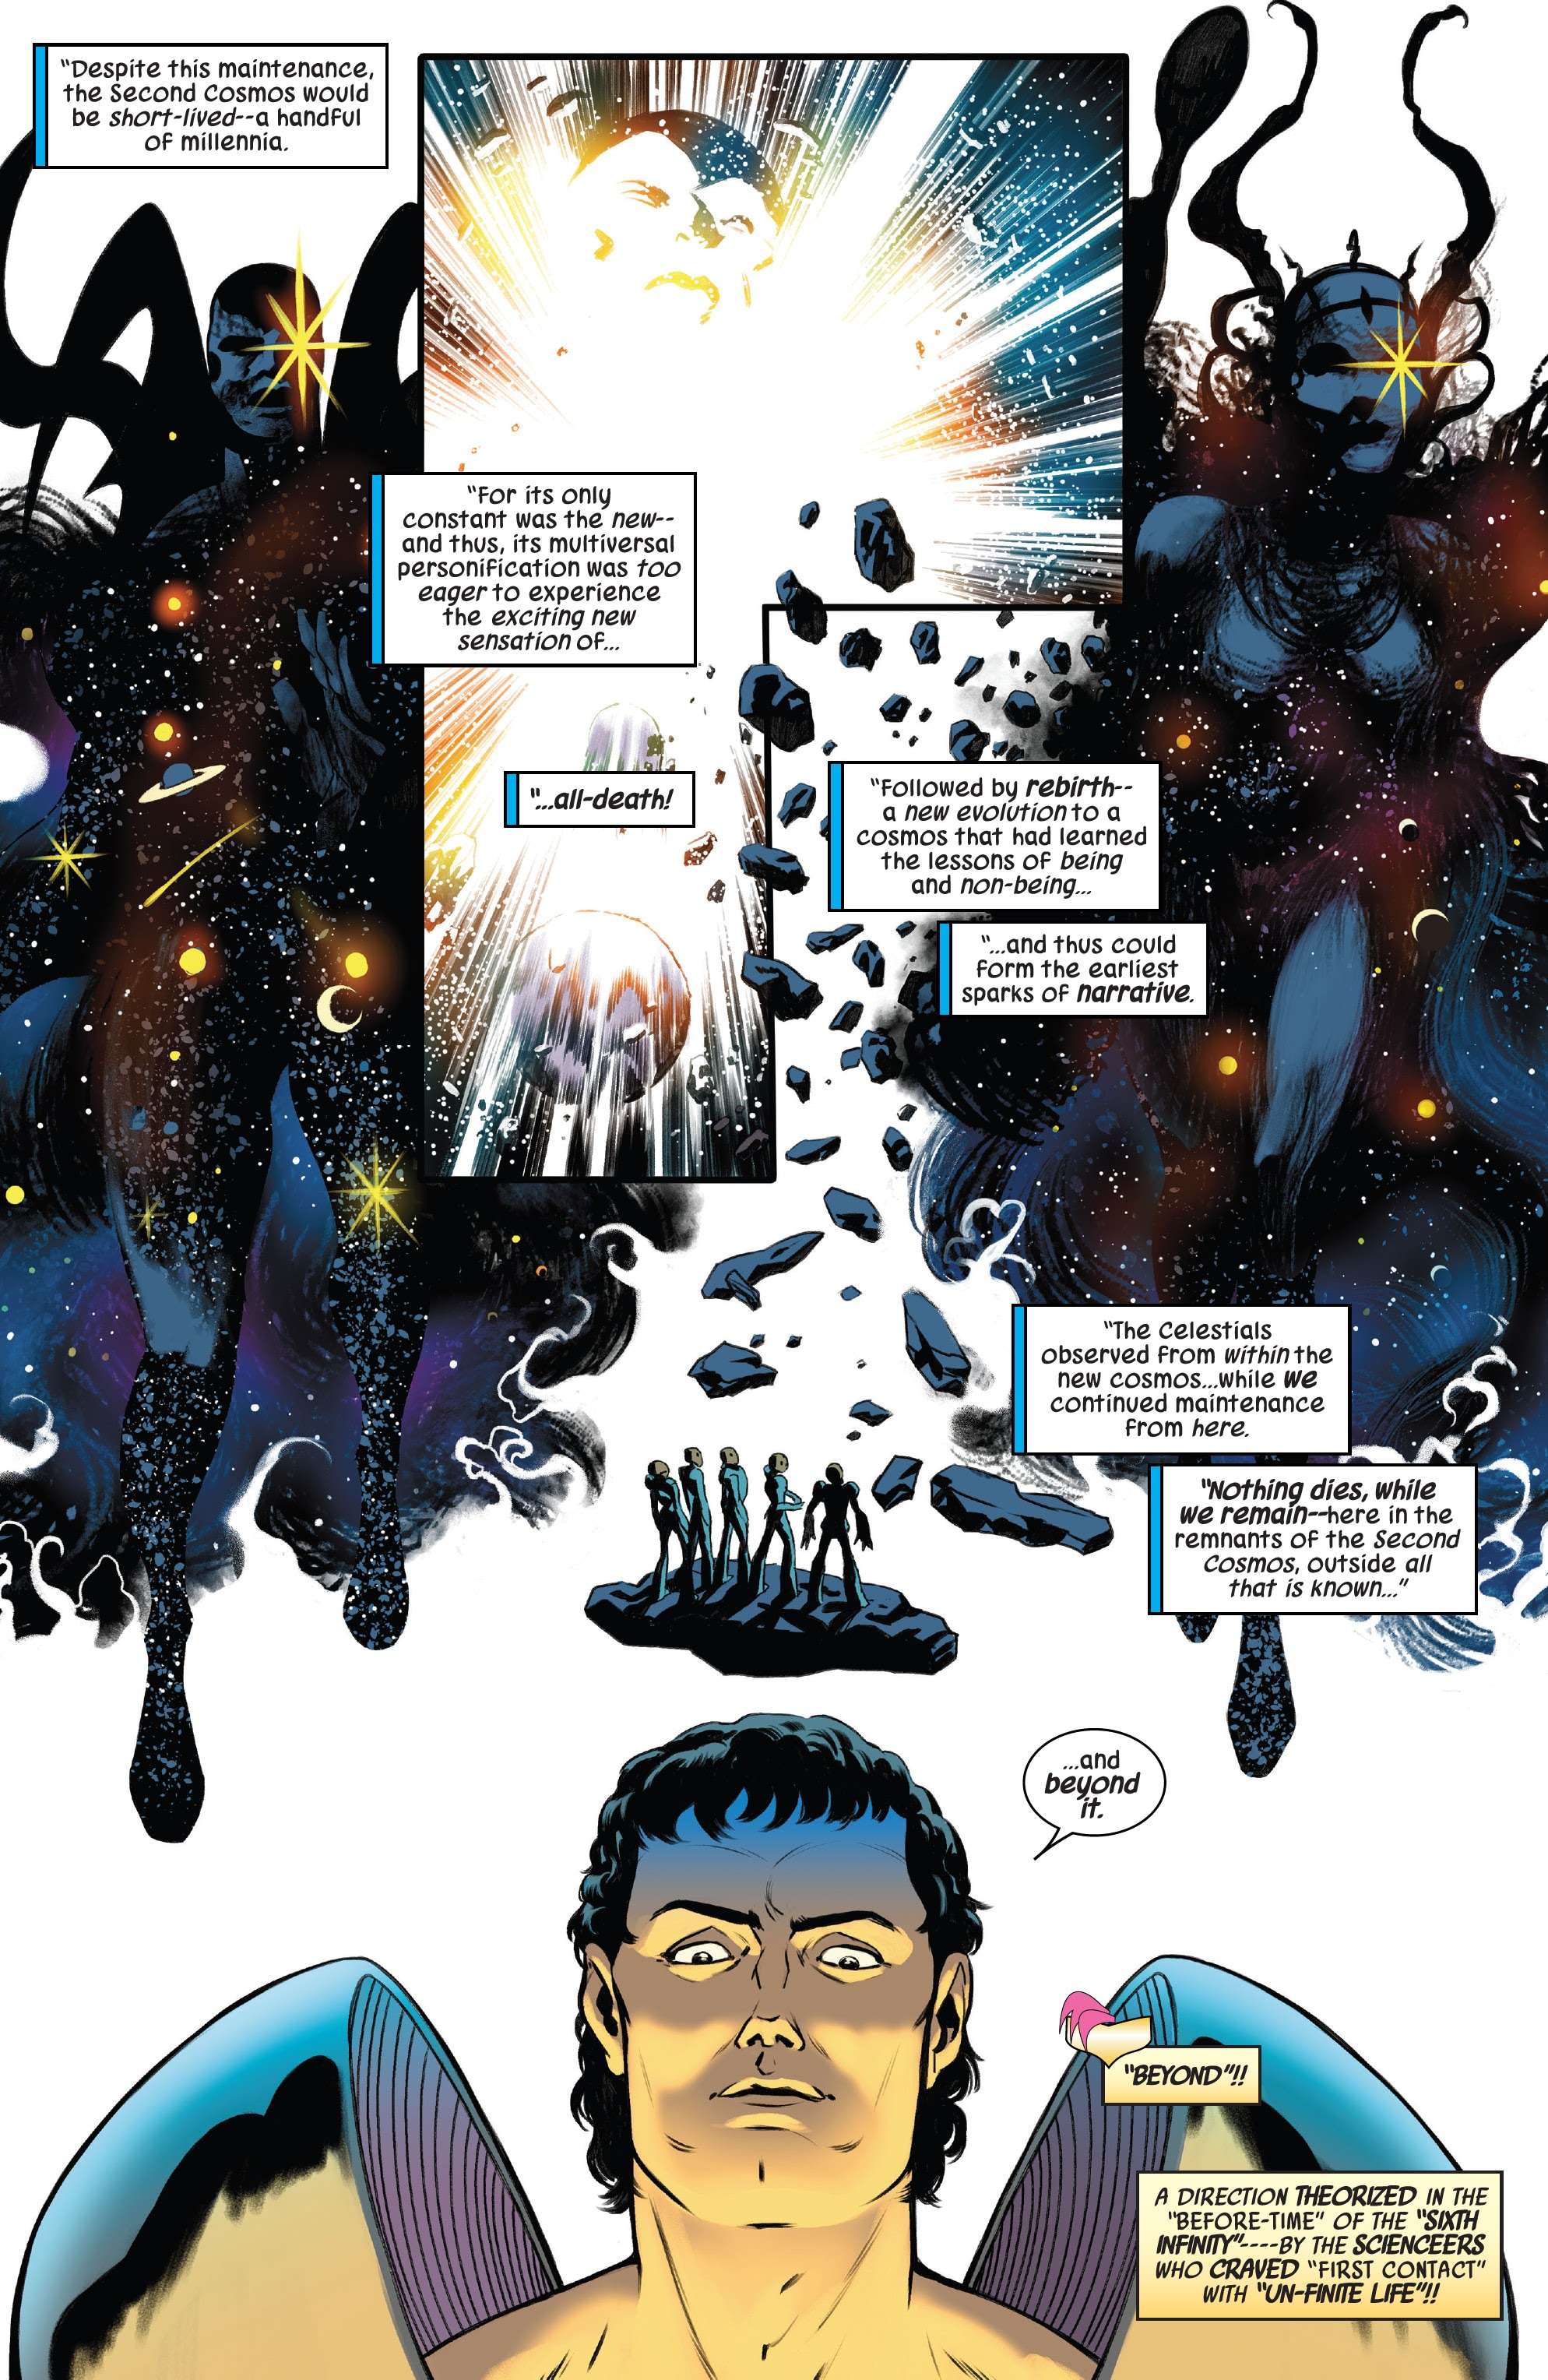 “Despite this maintenance,
the Second Cosmos would
be short-lived--a handful
of millennia.
“For its only
constant was the new--
and thus, its multiversal
personification was too
eager to experience
the exciting new
sensation of...
“...all-death!
“Followed by rebirth--
a new evolution to a
cosmos that had learned
the lessons of being
and non-being...
“...and thus could
form the earliest
sparks of narrative.
“The Celestials
observed from within the
new cosmos...while we
continued maintenance
from here.
“Nothing dies, while
we remain--here in the
remnants of the Second
Cosmos, outside all
that is known...”
...and
beyond
it.
“BEYOND”!!
A DIRECTION THEORIZED IN THE
“BEFORE-TIME” OF THE “SIXTH
INFINITY”----BY THE SCIENCEERS
WHO CRAVED “FIRST CONTACT”
WITH “UN-FINITE LIFE”!!